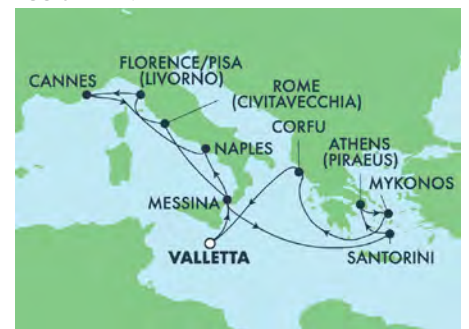 FLORENCE/PISA
(LIVORNO)
CANNES
ROME
(CIVITAVECCHIA)
CORFU
NAPLES
ATHENS
(PIRAEUS)
MYKONOS
MESSINA
VALLETTA
SANTORINI